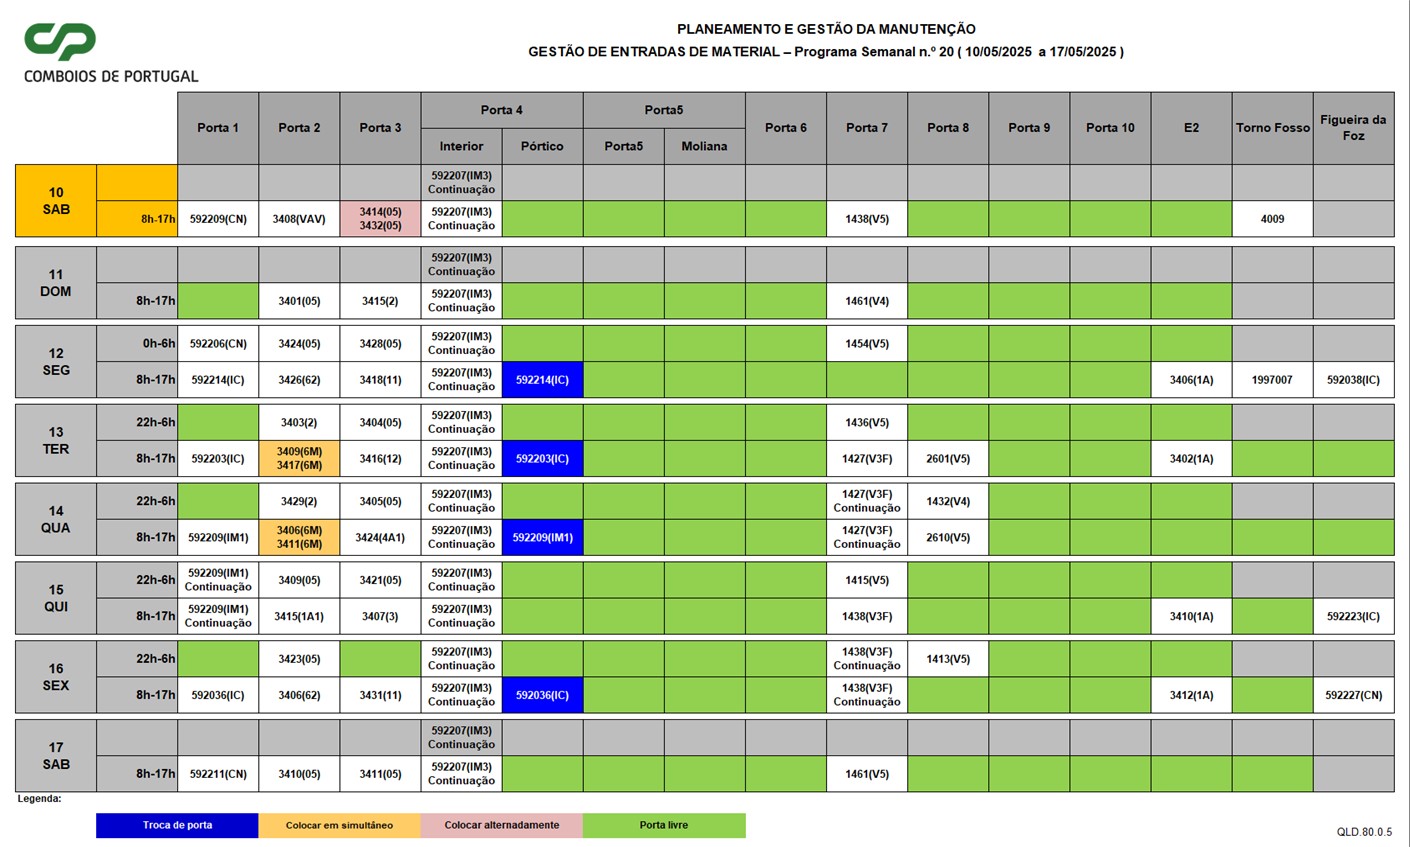 PLANEAMENTO E GESTÃO DA MANUTENÇÃO
GESTÃO DE ENTRADAS DE MATERIAL – Programa Semanal n.º 20 ( 10/05/2025 a 17/05/2025 )
CP
COMBOIOS DE PORTUGAL
Porta 1 Porta 2 Porta 3 Porta 4 Porta5 Porta 6 Porta 7 Porta 8 Porta 9 Porta 10 E2 Torno Fosso Figueira da Foz
Interior Pórtico Porta5 Moliana
10 SAB
592207(IM3) Continuação
8h-17h 592209(CN) 3408(VAV) 3414(05) 3432(05) 592207(IM3) Continuação 1438(V5) 4009
11 DOM
592207(IM3) Continuação
8h-17h 3401(05) 3415(2) 592207(IM3) Continuação 1461(V4)
12 SEG
0h-6h 592206(CN) 3424(05) 3428(05) 592207(IM3) Continuação 1454(V5)
8h-17h 592214(IC) 3426(62) 3418(11) 592207(IM3) Continuação 592214(IC) 3406(1A) 1997007 592038(IC)
13 TER
22h-6h 3403(2) 3404(05) 592207(IM3) Continuação 1436(V5)
8h-17h 592203(IC) 3409(6M) 3417(6M) 3416(12) 592207(IM3) Continuação 592203(IC) 1427(V3F) 2601(V5) 3402(1A)
14 QUA
22h-6h 3429(2) 3405(05) 592207(IM3) Continuação 1427(V3F) Continuação 1432(V4)
8h-17h 592209(IM1) 3406(6M) 3411(6M) 3424(4A1) 592207(IM3) Continuação 592209(IM1) 1427(V3F) Continuação 2610(V5)
15 QUI
22h-6h 592209(IM1) Continuação 3409(05) 3421(05) 592207(IM3) Continuação 1415(V5)
8h-17h 592209(IM1) Continuação 3415(1A1) 3407(3) 592207(IM3) Continuação 1438(V3F) 3410(1A) 592223(IC)
16 SEX
22h-6h 3423(05) 592207(IM3) Continuação 1438(V3F) Continuação 1413(V5)
8h-17h 592036(IC) 3406(62) 3431(11) 592207(IM3) Continuação 592036(IC) 1438(V3F) Continuação 3412(1A) 592227(CN)
17 SAB
592207(IM3) Continuação
8h-17h 592211(CN) 3410(05) 3411(05) 592207(IM3) Continuação 1461(V5)
Legenda:
Troca de porta Colocar em simultáneo Colocar alternadamente Porta livre
QLD.80.0.5